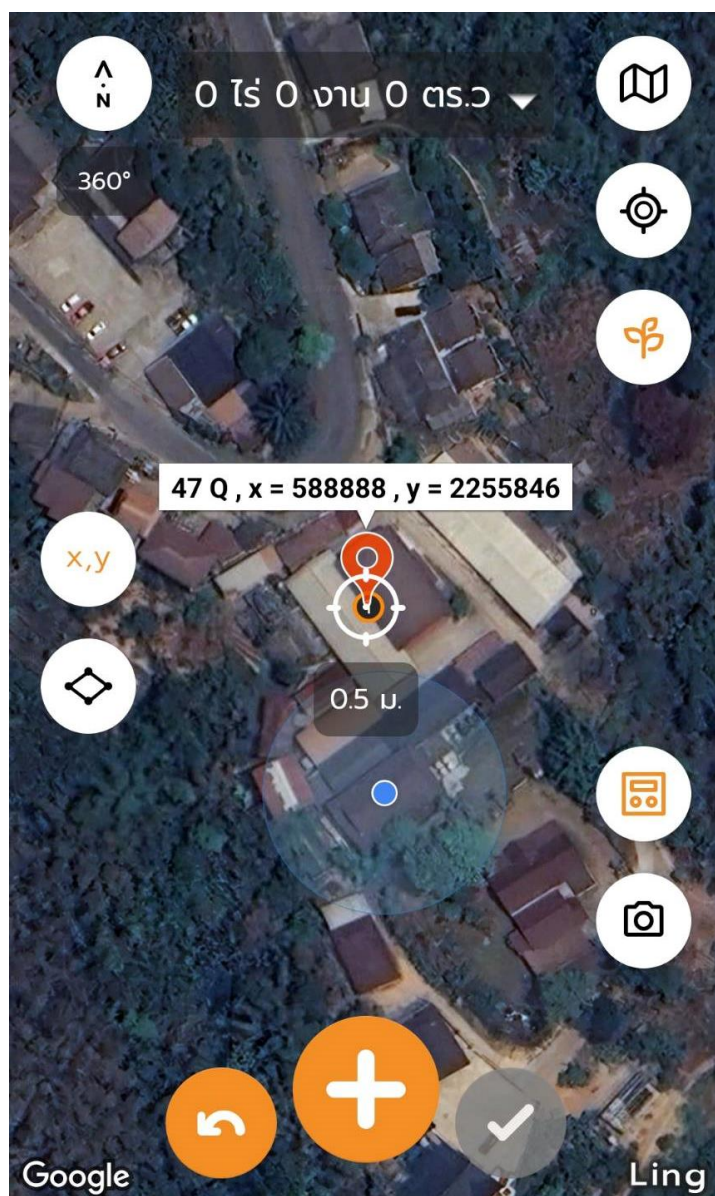 N
0 ไร่ 0 งาน 0 ตร.ว
360°
47 Q , x = 588888 , y = 2255846
x,y
0.5 ม.
Google
Ling